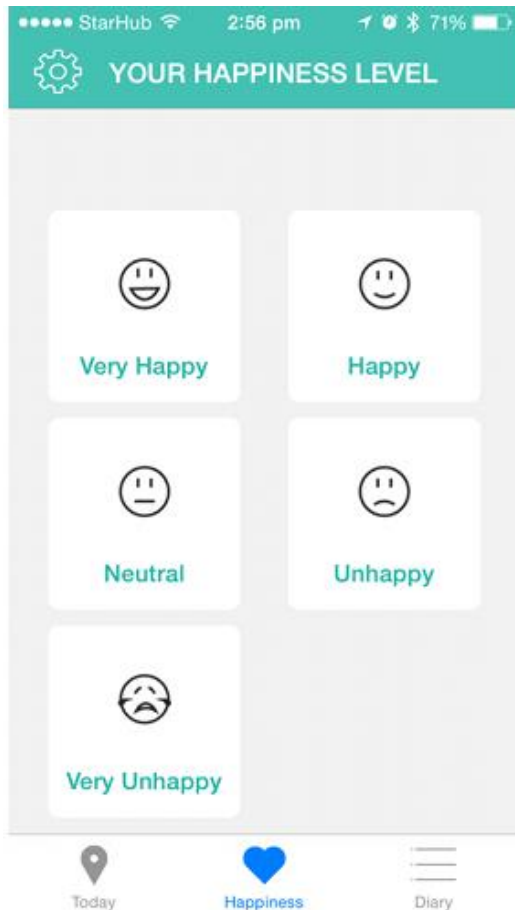 StarHub 2:56 pm 71%
YOUR HAPPINESS LEVEL
Very Happy Happy
Neutral Unhappy
Very Unhappy
Today Happiness Diary